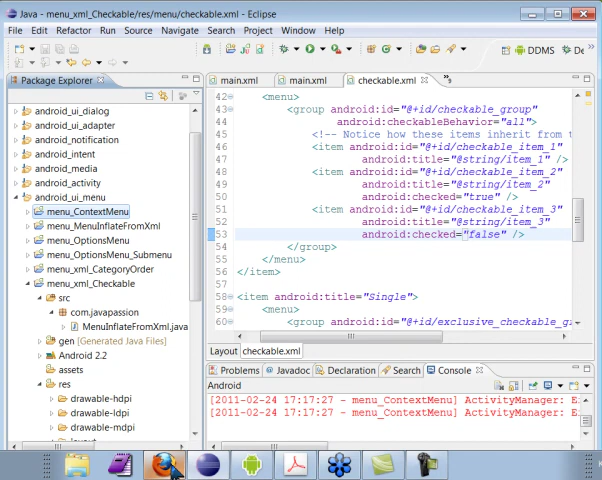 Java - menu_xml_Checkable/res/menu/checkable.xml - Eclipse
File Edit Refactor Run Source Navigate Search Project Window Help
DDMS De
Package Explorer
main.xml main.xml checkable.xml 9
android_ui_dialog
android_ui_adapter
android_notification
android_intent
android_media
android_activity
android_ui_menu
menu_ContextMenu
menu_MenuInflateFromXml
menu_OptionsMenu
menu_OptionsMenu_Submenu
menu_xml_CategoryOrder
menu_xml_Checkable
src
com.javapassion
MenuInflateFromXml.java
gen [Generated Java Files]
Android 2.2
assets
res
drawable-hdpi
drawable-ldpi
drawable-mdpi
42 <menu>
43 <group android:id="@+id/checkable_group"
44 android:checkableBehavior="all">
45 <!-- Notice how these items inherit from t
46 <item android:id="@+id/checkable_item_1"
47 android:title="@string/item_1" />
48 <item android:id="@+id/checkable_item_2"
49 android:title="@string/item_2"
50 android:checked="true" />
51 <item android:id="@+id/checkable_item_3"
52 android:title="@string/item_3"
53 android:checked="false" />
54 </group>
55 </menu>
56 </item>
57
58 <item android:title="Single">
59 <menu>
60 <group android:id="@+id/exclusive_checkable_g
Layout checkable.xml
Problems Javadoc Declaration Search Console
Android
[2011-02-24 17:17:27 - menu_ContextMenu] ActivityManager: E
[2011-02-24 17:17:27 - menu_ContextMenu] ActivityManager: E